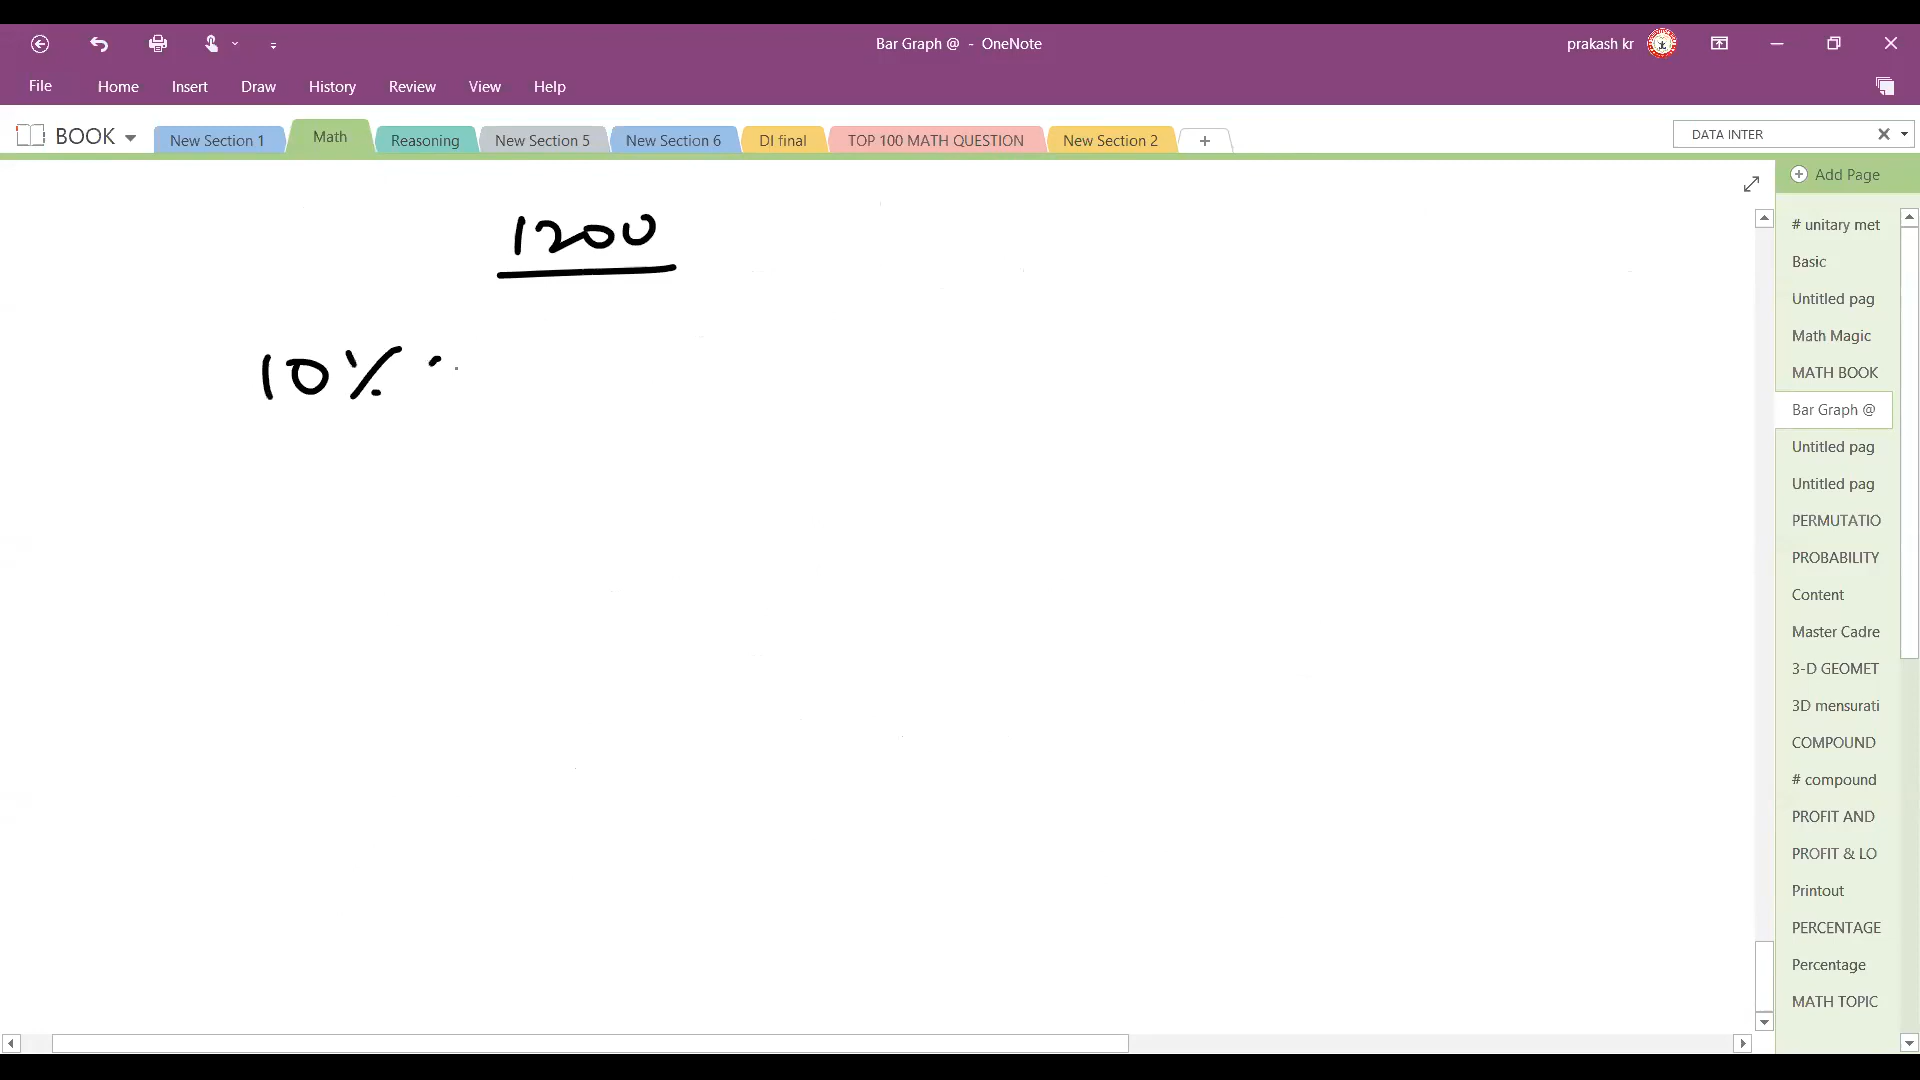 Bar Graph @ - OneNote
prakash kr
File Home Insert Draw History Review View Help
BOOK New Section 1 Math Reasoning New Section 5 New Section 6 DI final TOP 100 MATH QUESTION New Section 2 + DATA INTER
Add Page
1200
10%
# unitary met
Basic
Untitled pag
Math Magic
MATH BOOK
Bar Graph @
Untitled pag
Untitled pag
PERMUTATIO
PROBABILITY
Content
Master Cadre
3-D GEOMET
3D mensurati
COMPOUND
# compound
PROFIT AND
PROFIT & LO
Printout
PERCENTAGE
Percentage
MATH TOPIC